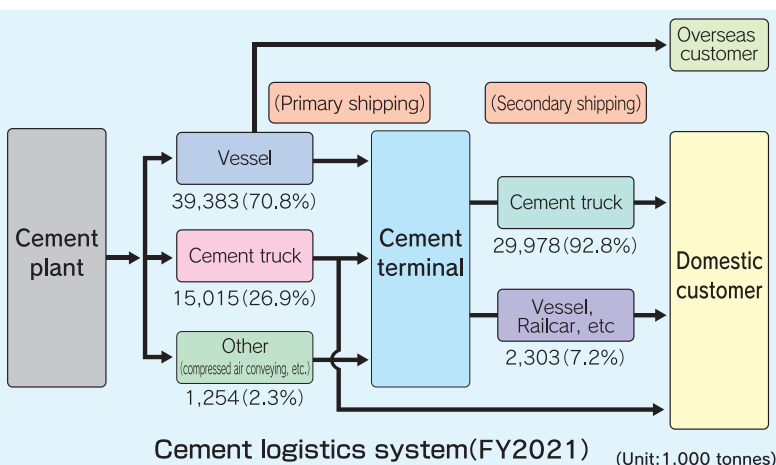 Overseas
customer
(Primary shipping)
(Secondary shipping)
Cement
plant
Vessel
39,383(70.8%)
Cement truck
15,015(26.9%)
Other
(compressed air conveying, etc.)
1,254(2.3%)
Cement
terminal
Cement truck
29,978(92.8%)
Vessel,
Railcar, etc
2,303(7.2%)
Domestic
customer
Cement logistics system(FY2021)
(Unit:1,000 tonnes)